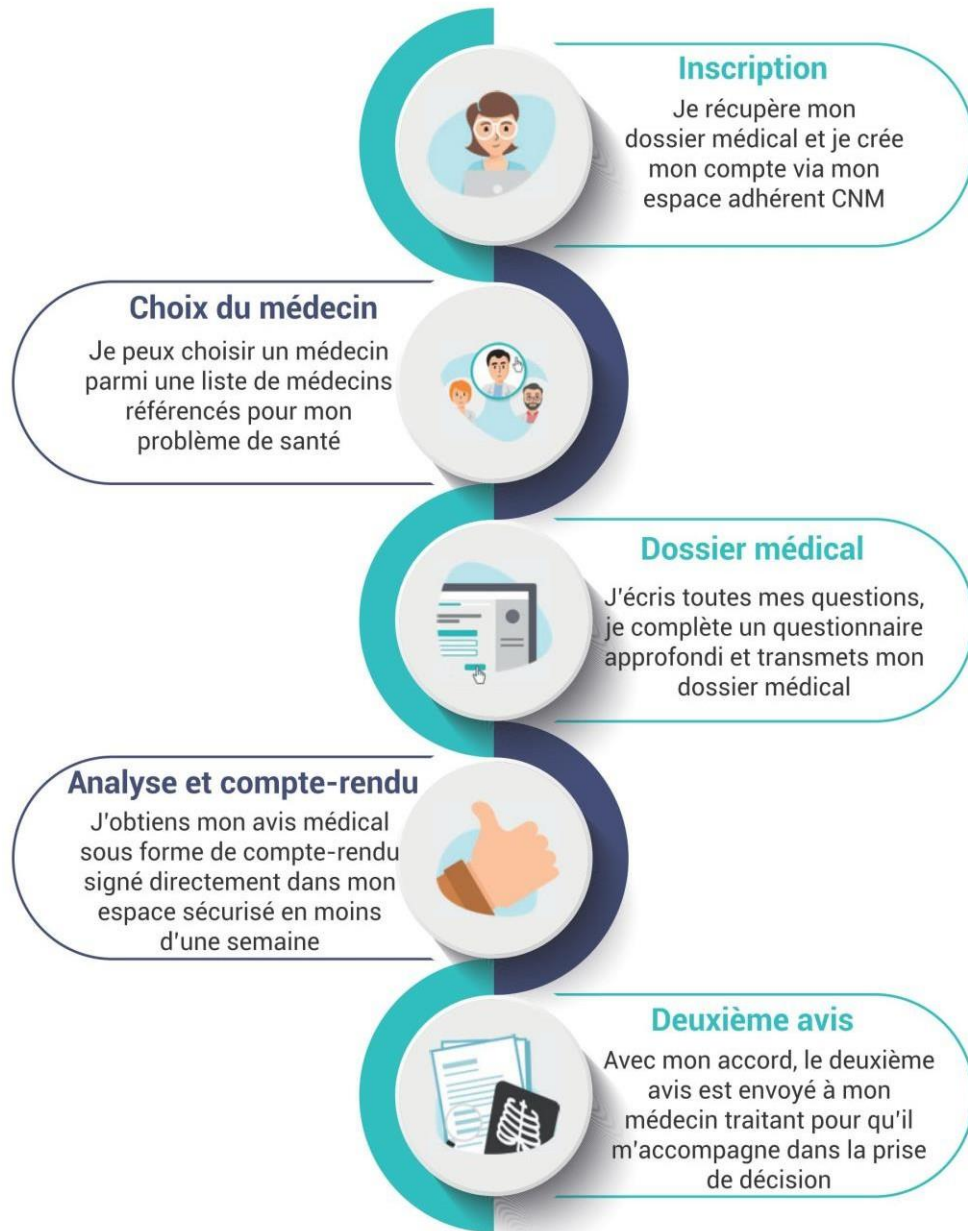 Inscription
Je récupère mon
dossier médical et je crée
mon compte via mon
espace adhérent CNM
Choix du médecin
Je peux choisir un médecin
parmi une liste de médecins
référencés pour mon
problème de santé
Dossier médical
J'écris toutes mes questions,
je complète un questionnaire
approfondi et transmets mon
dossier médical
Analyse et compte-rendu
J'obtiens mon avis médical
sous forme de compte-rendu
signé directement dans mon
espace sécurisé en moins
d'une semaine
Deuxième avis
Avec mon accord, le deuxième
avis est envoyé à mon
médecin traitant pour qu'il
m'accompagne dans la prise
de décision